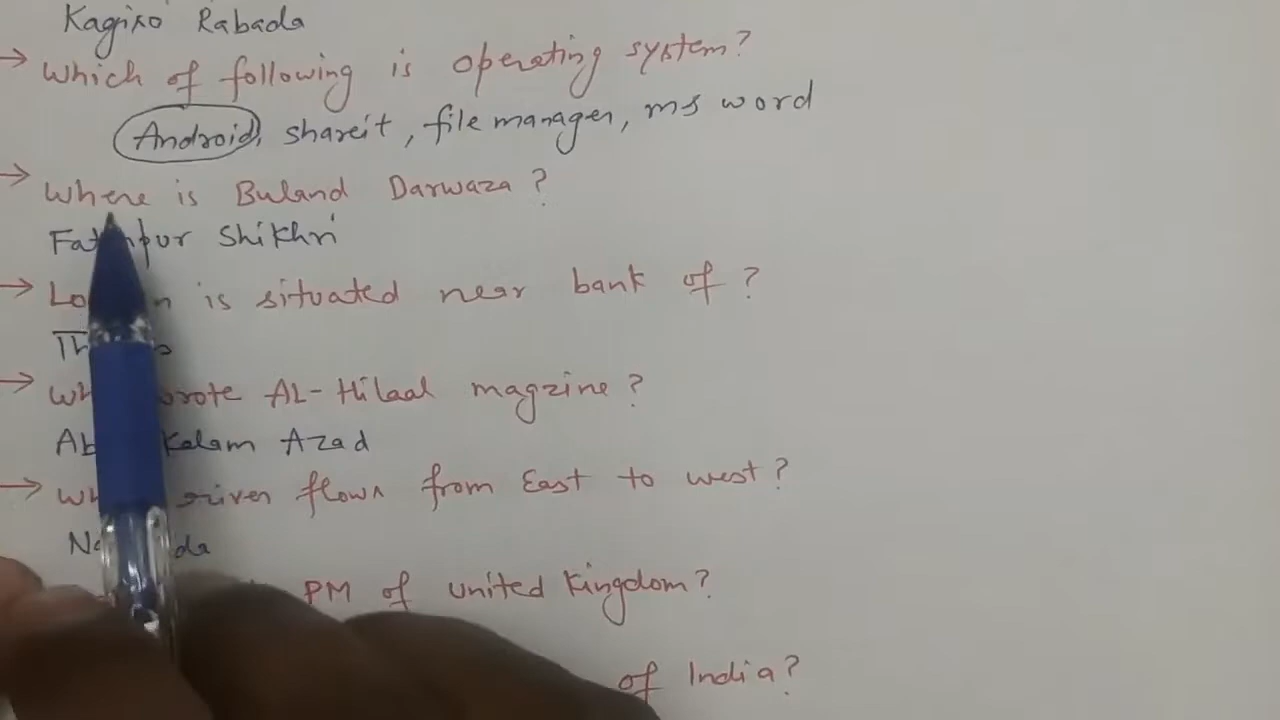 Kagiso Rabada
→ Which of following is operating system?
Android, shareit, file manager, ms word
→ Where is Buland Darwaza?
Shikhri
→ is situated near bank of?
→ AL-Hilaal magzine?
Kalam Azad
→ river flows from East to west?
PM of united Kingdom?
of India?